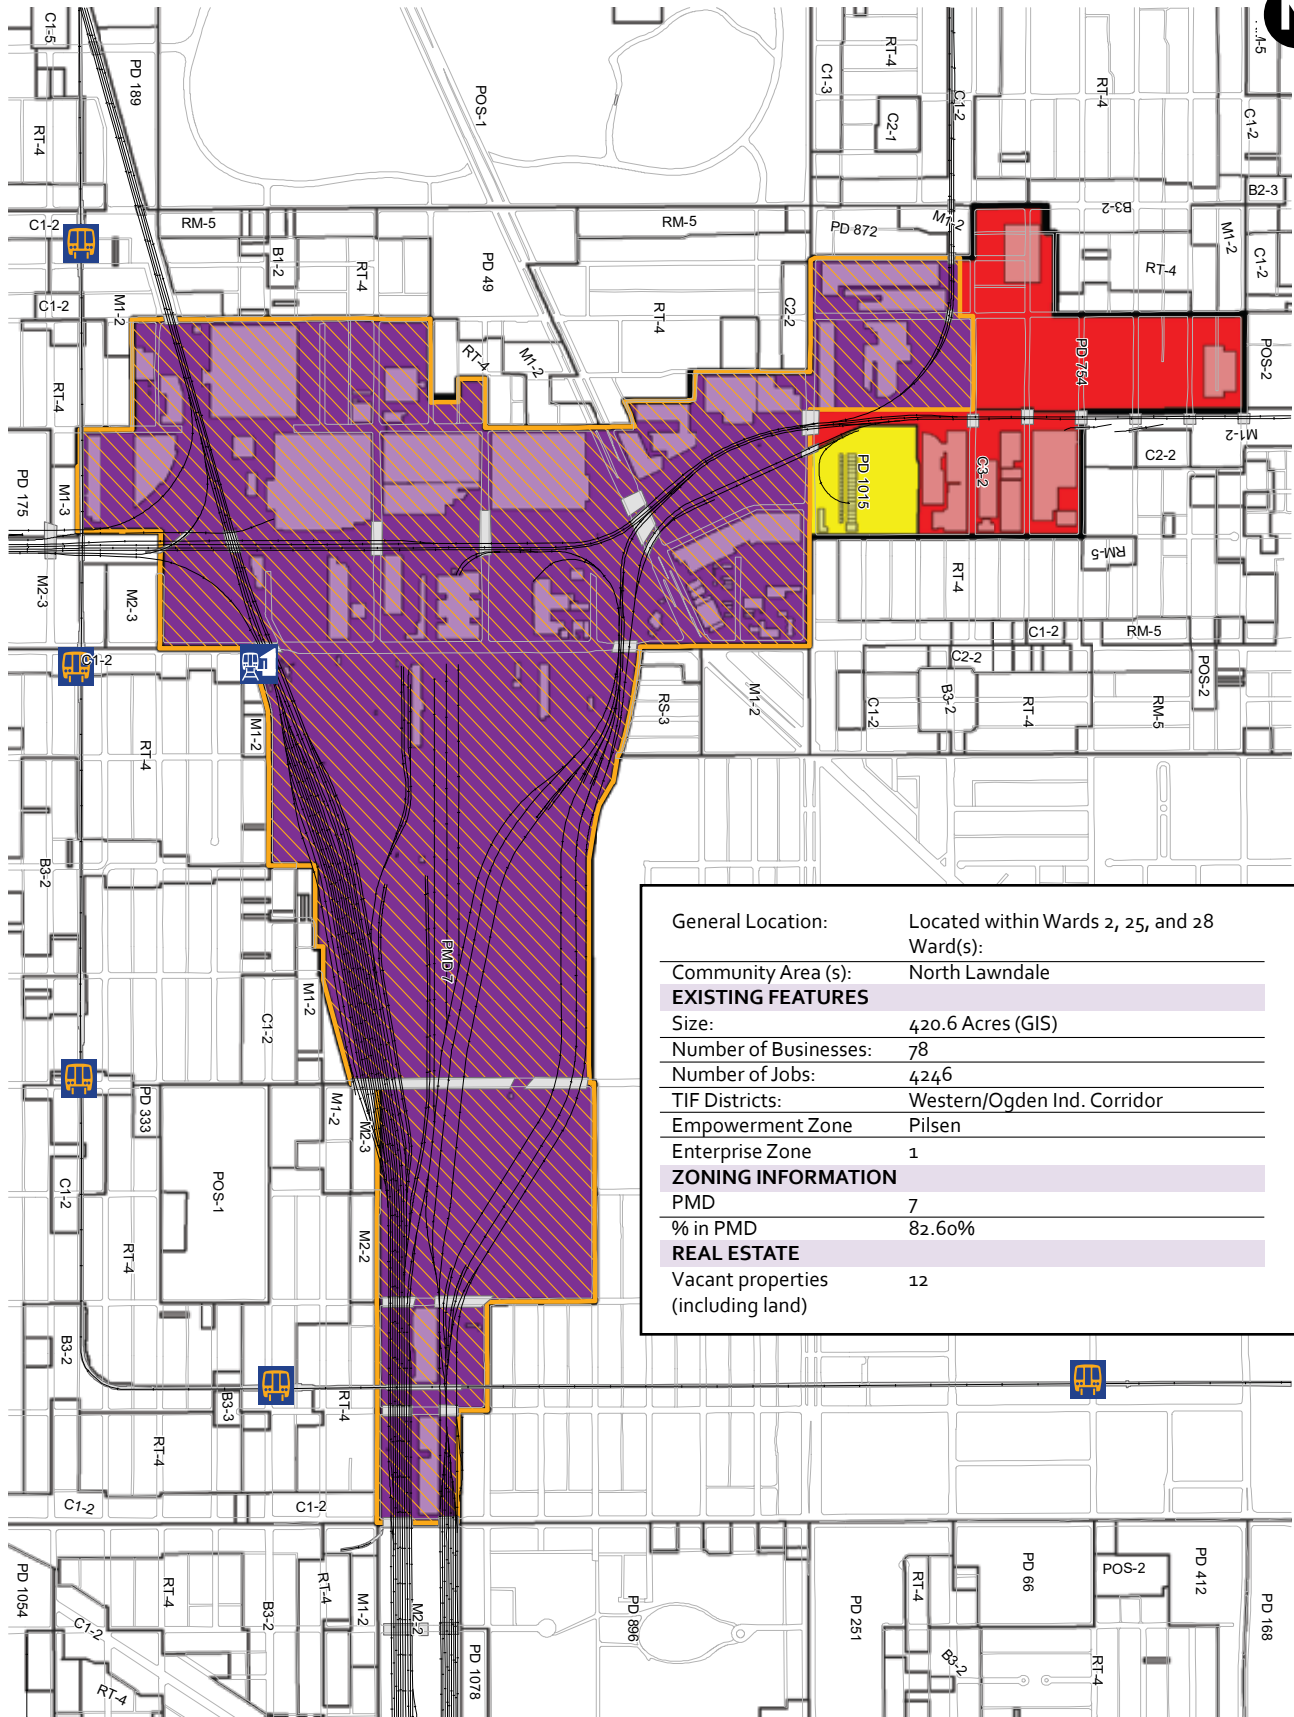 C1-5
PD 189
RT-4
POS-1
C1-3
RT-4
C2-1
C1-2
RT-4
C1-2
B2-3
C1-2
RM-5
B1-2
RT-4
PD 49
RM-5
PD 872
M1-2
B3-2
RT-4
M1-2
C1-2
C1-2
M1-2
RT-4
C2-2
RT-4
M1-2
PD 754
POS-2
RT-4
M1-2
C2-2
PD 175
M1-3
PD 1015
C3-2
M2-3
M2-3
RT-4
RM-5
C1-2
RM-5
C1-2
C2-2
POS-2
RS-3
M1-2
C1-2
B3-2
RT-4
RM-5
M1-2
RT-4
B3-2
PMD 7
M1-2
C1-2
General Location: Located within Wards 2, 25, and 28
Ward(s):
Community Area (s): North Lawndale
EXISTING FEATURES
Size: 420.6 Acres (GIS)
Number of Businesses: 78
Number of Jobs: 4246
TIF Districts: Western/Ogden Ind. Corridor
Empowerment Zone Pilsen
Enterprise Zone 1
ZONING INFORMATION
PMD 7
% in PMD 82.60%
REAL ESTATE
Vacant properties 12
(including land)
PD 333
M1-2
M2-3
C1-2
POS-1
RT-4
M2-2
B3-2
B3-3
RT-4
RT-4
C1-2
C1-2
PD 1054
RT-4
C1-2
RT-4
B3-2
RT-4
M1-2
M2-2
PD 1078
PD 896
PD 251
RT-4
B3-2
PD 66
POS-2
RT-4
PD 412
PD 168